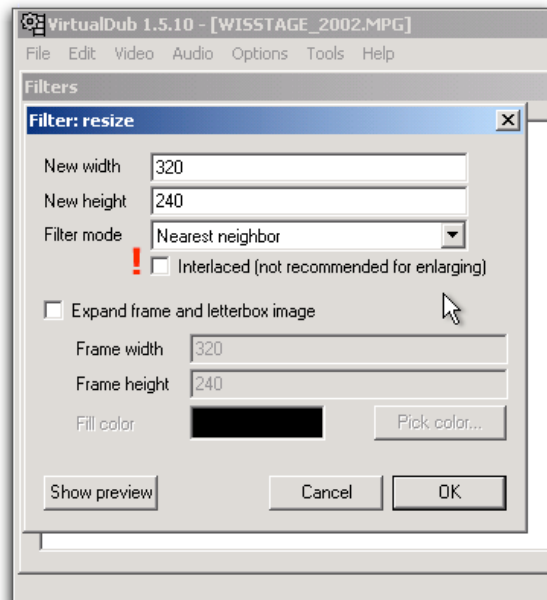 VirtualDub 1.5.10 - [WISSTAGE_2002.MPG]
File Edit Video Audio Options Tools Help
Filters
Filter: resize
New width 320
New height 240
Filter mode Nearest neighbor
! Interlaced (not recommended for enlarging)
Expand frame and letterbox image
Frame width 320
Frame height 240
Fill color Pick color...
Show preview Cancel OK